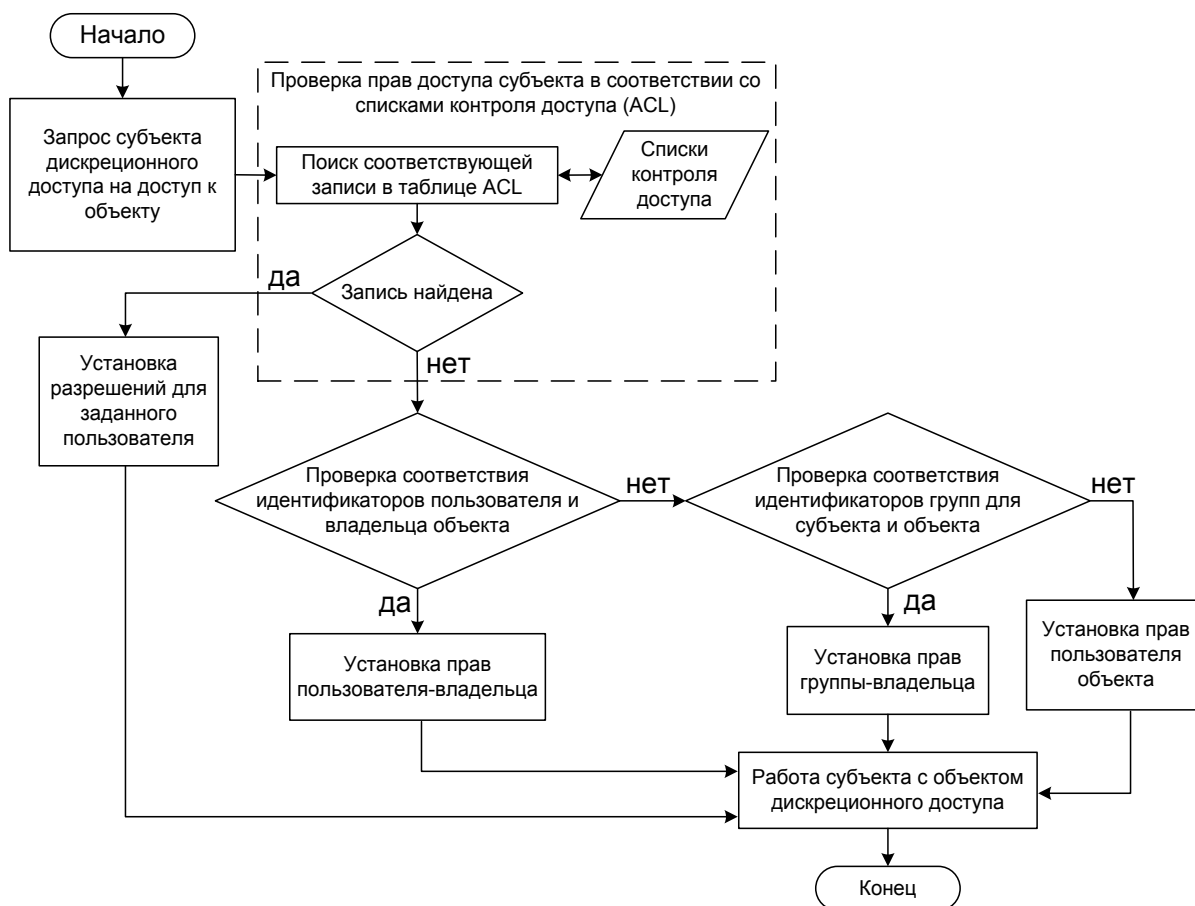 Начало
Проверка прав доступа субъекта в соответствии со
списками контроля доступа (ACL)
Запрос субъекта
дискреционного
доступа на доступ к
объекту
Поиск соответствующей
записи в таблице ACL
Списки
контроля
доступа
да
Запись найдена
нет
Установка
разрешений для
заданного
пользователя
Проверка соответствия
идентификаторов пользователя и
владельца объекта
нет
Проверка соответствия
идентификаторов групп для
субъекта и объекта
нет
да
да
Установка прав
пользователя-владельца
Установка прав
группы-владельца
Установка прав
пользователя
объекта
Работа субъекта с объектом
дискреционного доступа
Конец